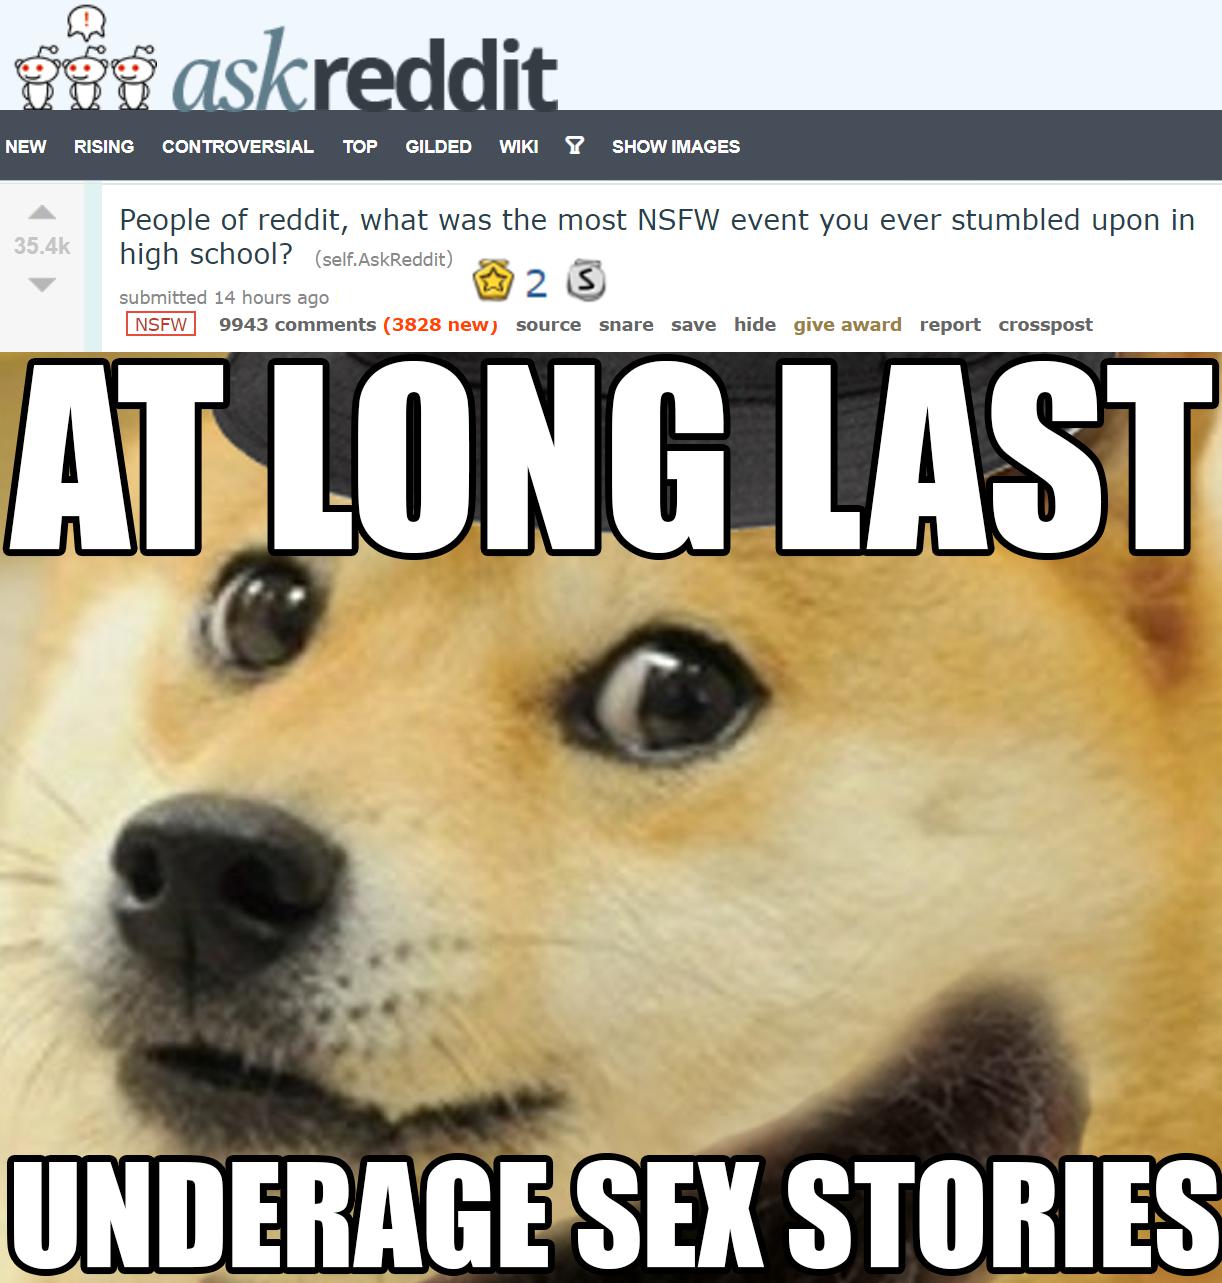 !
askreddit
NEW RISING CONTROVERSIAL TOP GILDED WIKI SHOW IMAGES
People of reddit, what was the most NSFW event you ever stumbled upon in
35.4k
high school? (self.AskReddit)
2 S
submitted 14 hours ago
NSFW 9943 comments (3828 new) source snare save hide give award report crosspost
AT LONG LAST
UNDERAGE SEX STORIES